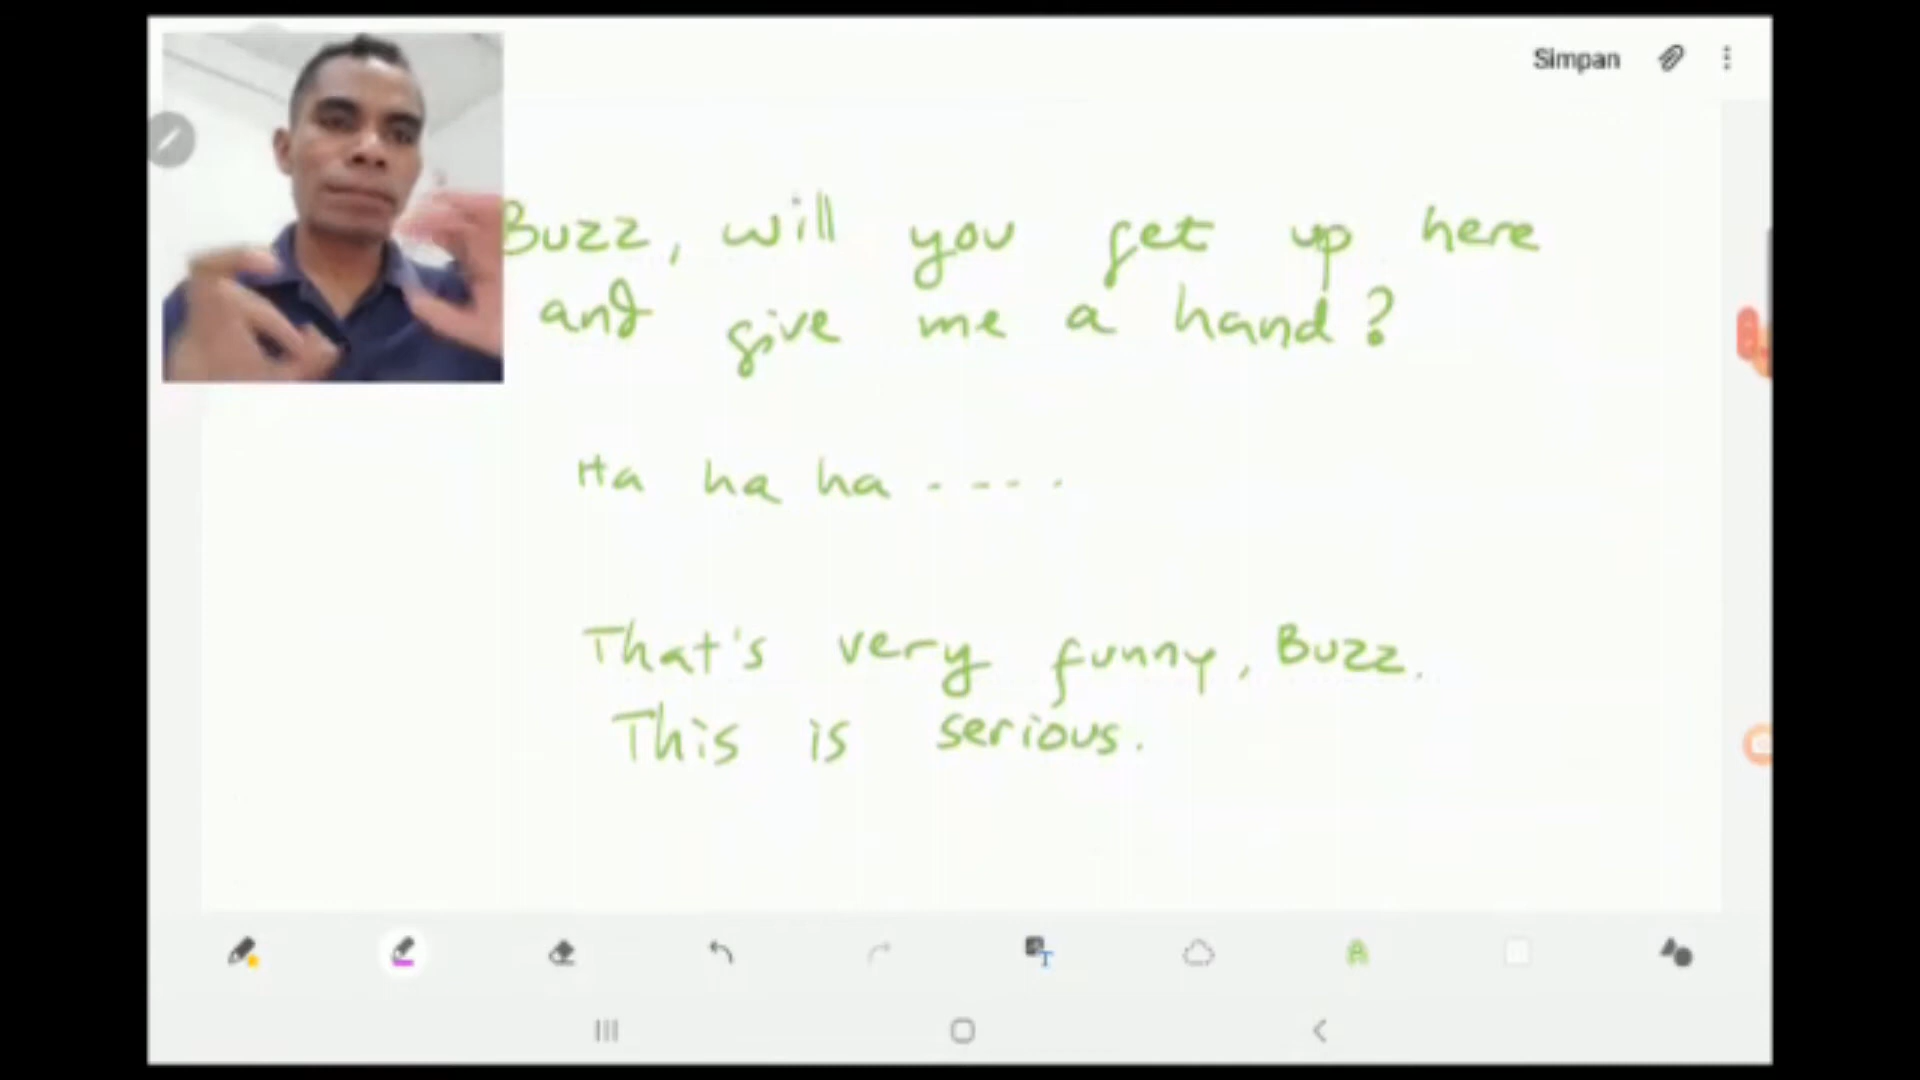 Simpan
Buzz, will you get up here
and give me a hand?
Ha ha ha -----
That's very funny, Buzz.
This is serious.